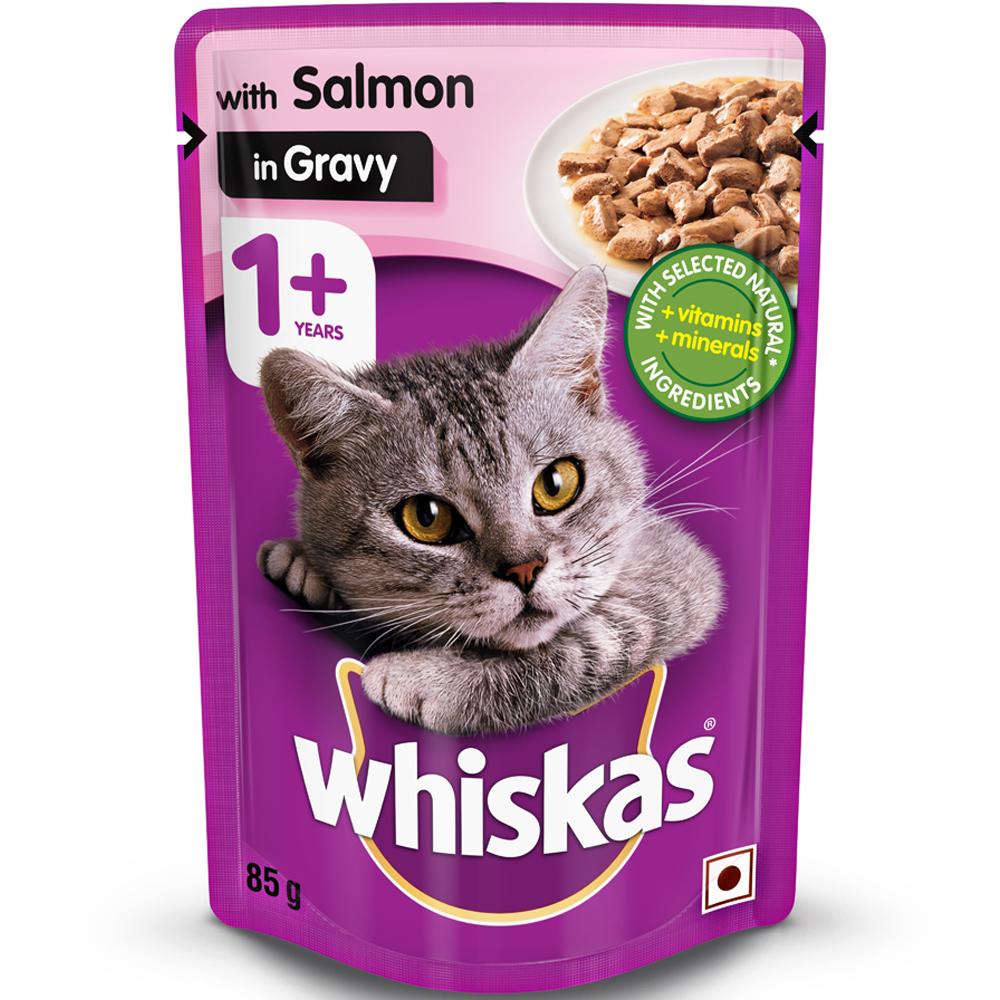 with Salmon
in Gravy
1+
YEARS
WITH SELECTED NATURAL*
+ vitamins
+ minerals
INGREDIENTS
whiskas®
85 g